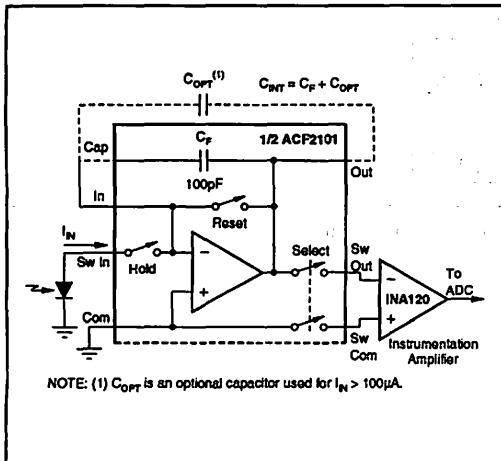 C_OPT(1)
C_INT = C_F + C_OPT
1/2 ACF2101
Cap
C_F
100pF
Out
In
Reset
I_IN
Sw In
Hold
Select
Sw
Out
−
+
−
+
INA120
To
ADC
Com
Sw
Com
Instrumentation
Amplifier
NOTE: (1) C_OPT is an optional capacitor used for I_IN > 100µA.